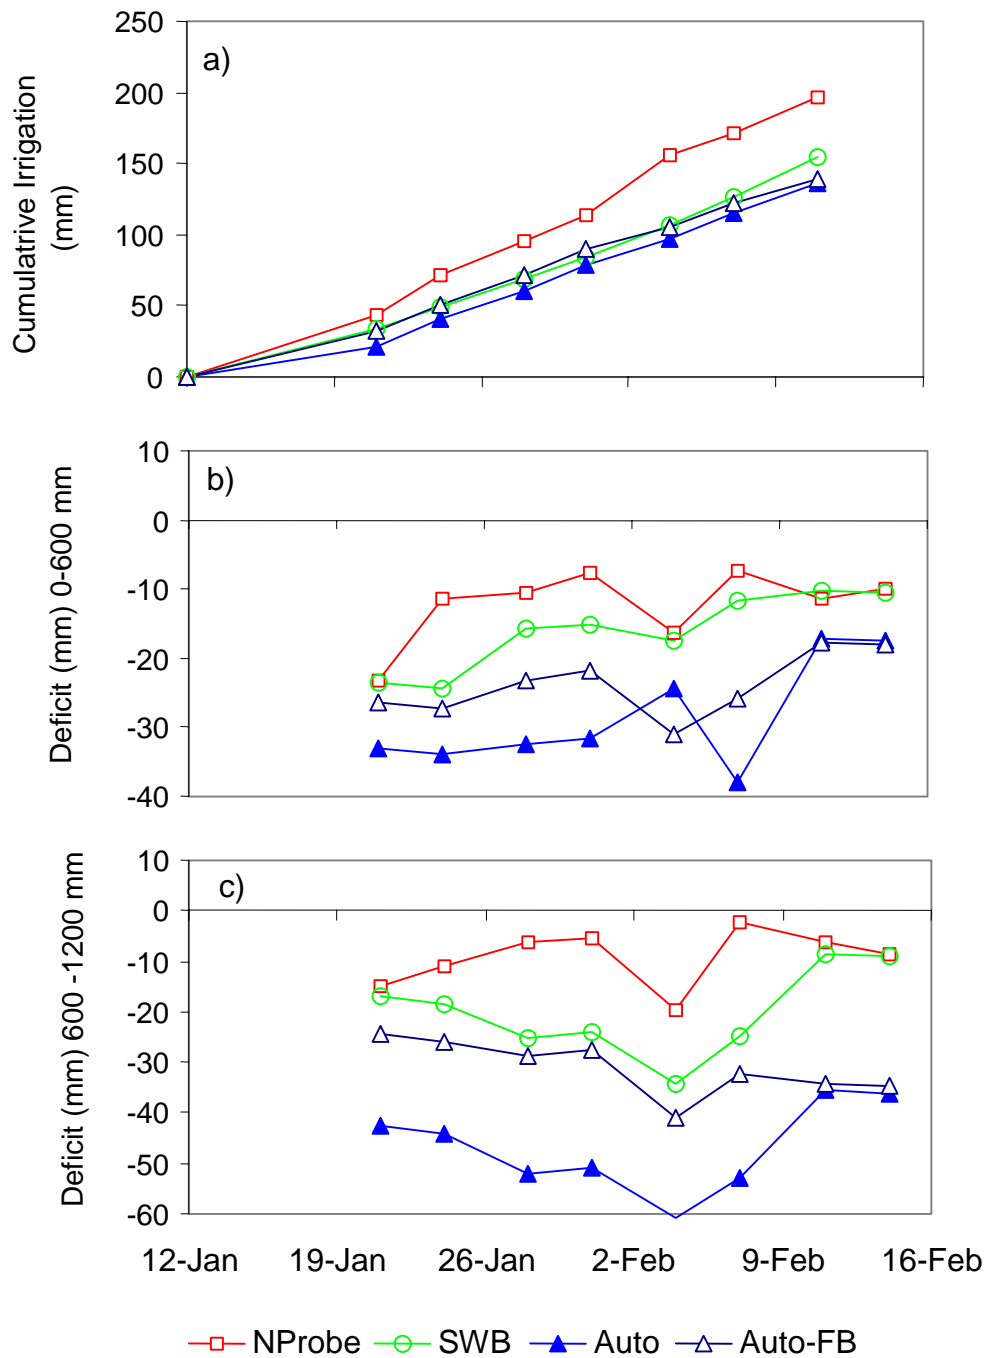 250
200
150
100
50
0
Cumulatrive Irrigation
(mm)
a)
10
0
-10
-20
-30
-40
Deficit (mm) 0-600 mm
b)
10
0
-10
-20
-30
-40
-50
-60
Deficit (mm) 600 -1200 mm
c)
12-Jan 19-Jan 26-Jan 2-Feb 9-Feb 16-Feb
NProbe SWB Auto Auto-FB